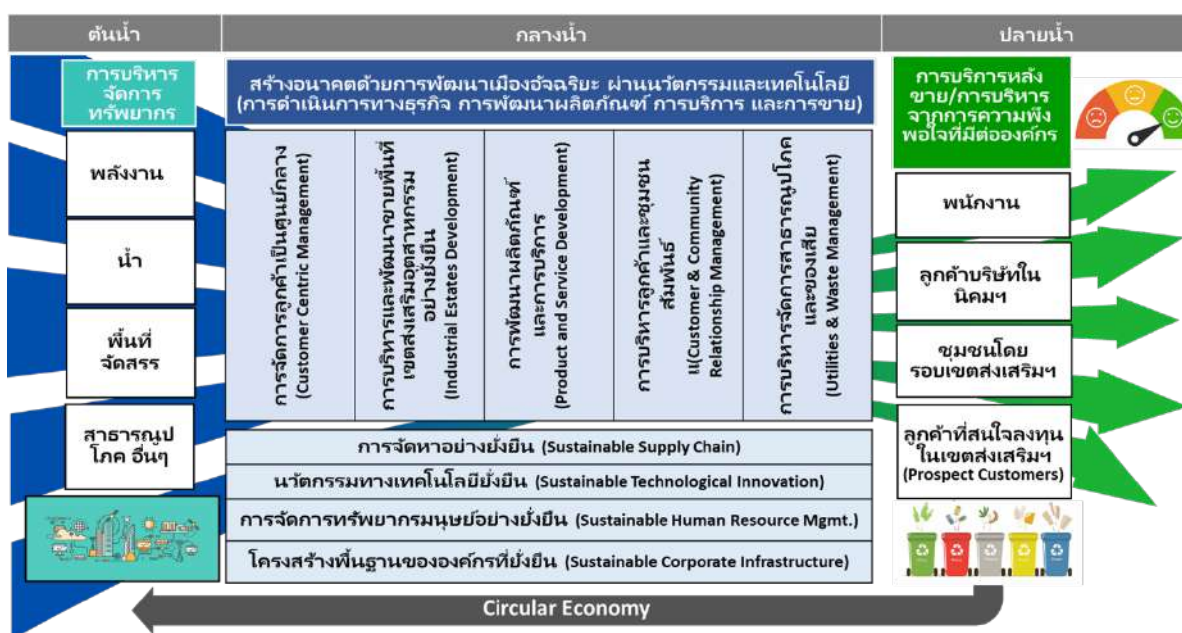 ต้นน้ำ
กลางน้ำ
ปลายน้ำ
การบริหาร
จัดการ
ทรัพยากร
พลังงาน
น้ำ
พื้นที่
จัดสรร
สาธารณูป
โภค อื่นๆ
สร้างอนาคตด้วยการพัฒนาเมืองอัจฉริยะ ผ่านนวัตกรรมและเทคโนโลยี
(การดำเนินการทางธุรกิจ การพัฒนาผลิตภัณฑ์ การบริการ และการขาย)
การจัดการลูกค้าเป็นศูนย์กลาง
(Customer Centric Management)
การบริหารและพัฒนาขายพื้นที่
เขตส่งเสริมอุตสาหกรรม
อย่างยั่งยืน
(Industrial Estates Development)
การพัฒนาผลิตภัณฑ์
และการบริการ
(Product and Service Development)
การบริหารลูกค้าและชุมชน
สัมพันธ์
แ(Customer & Community
Relationship Management)
การบริหารจัดการสาธารณูปโภค
และของเสีย
(Utilities & Waste Management)
การจัดหาอย่างยั่งยืน (Sustainable Supply Chain)
นวัตกรรมทางเทคโนโลยียั่งยืน (Sustainable Technological Innovation)
การจัดการทรัพยากรมนุษย์อย่างยั่งยืน (Sustainable Human Resource Mgmt.)
โครงสร้างพื้นฐานขององค์กรที่ยั่งยืน (Sustainable Corporate Infrastructure)
การบริการหลัง
ขาย/การบริหาร
จากการความพึง
พอใจที่มีต่อองค์กร
พนักงาน
ลูกค้าบริษัทใน
นิคมฯ
ชุมชนโดย
รอบเขตส่งเสริมฯ
ลูกค้าที่สนใจลงทุน
ในเขตส่งเสริมฯ
(Prospect Customers)
Circular Economy